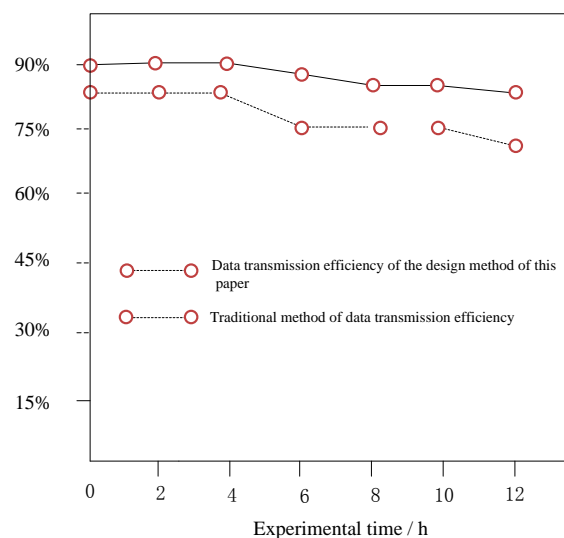 90%
75%
60%
45%
30%
15%
Data transmission efficiency of the design method of this
paper
Traditional method of data transmission efficiency
0 2 4 6 8 10 12
Experimental time / h